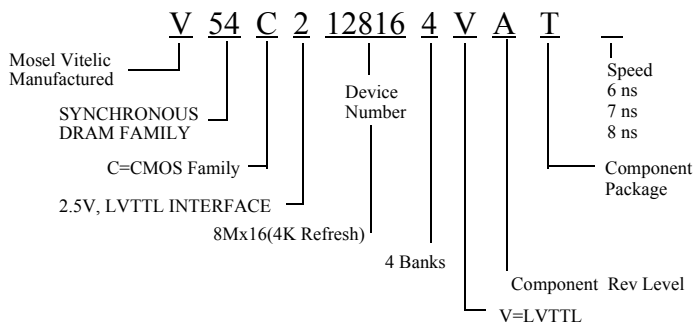 V 54 C 2 12816 4 V A T
Mosel Vitelic
Manufactured
SYNCHRONOUS
DRAM FAMILY
C=CMOS Family
2.5V, LVTTL INTERFACE
Device
Number
8Mx16(4K Refresh)
4 Banks
V=LVTTL
Component Rev Level
Component
Package
Speed
6 ns
7 ns
8 ns